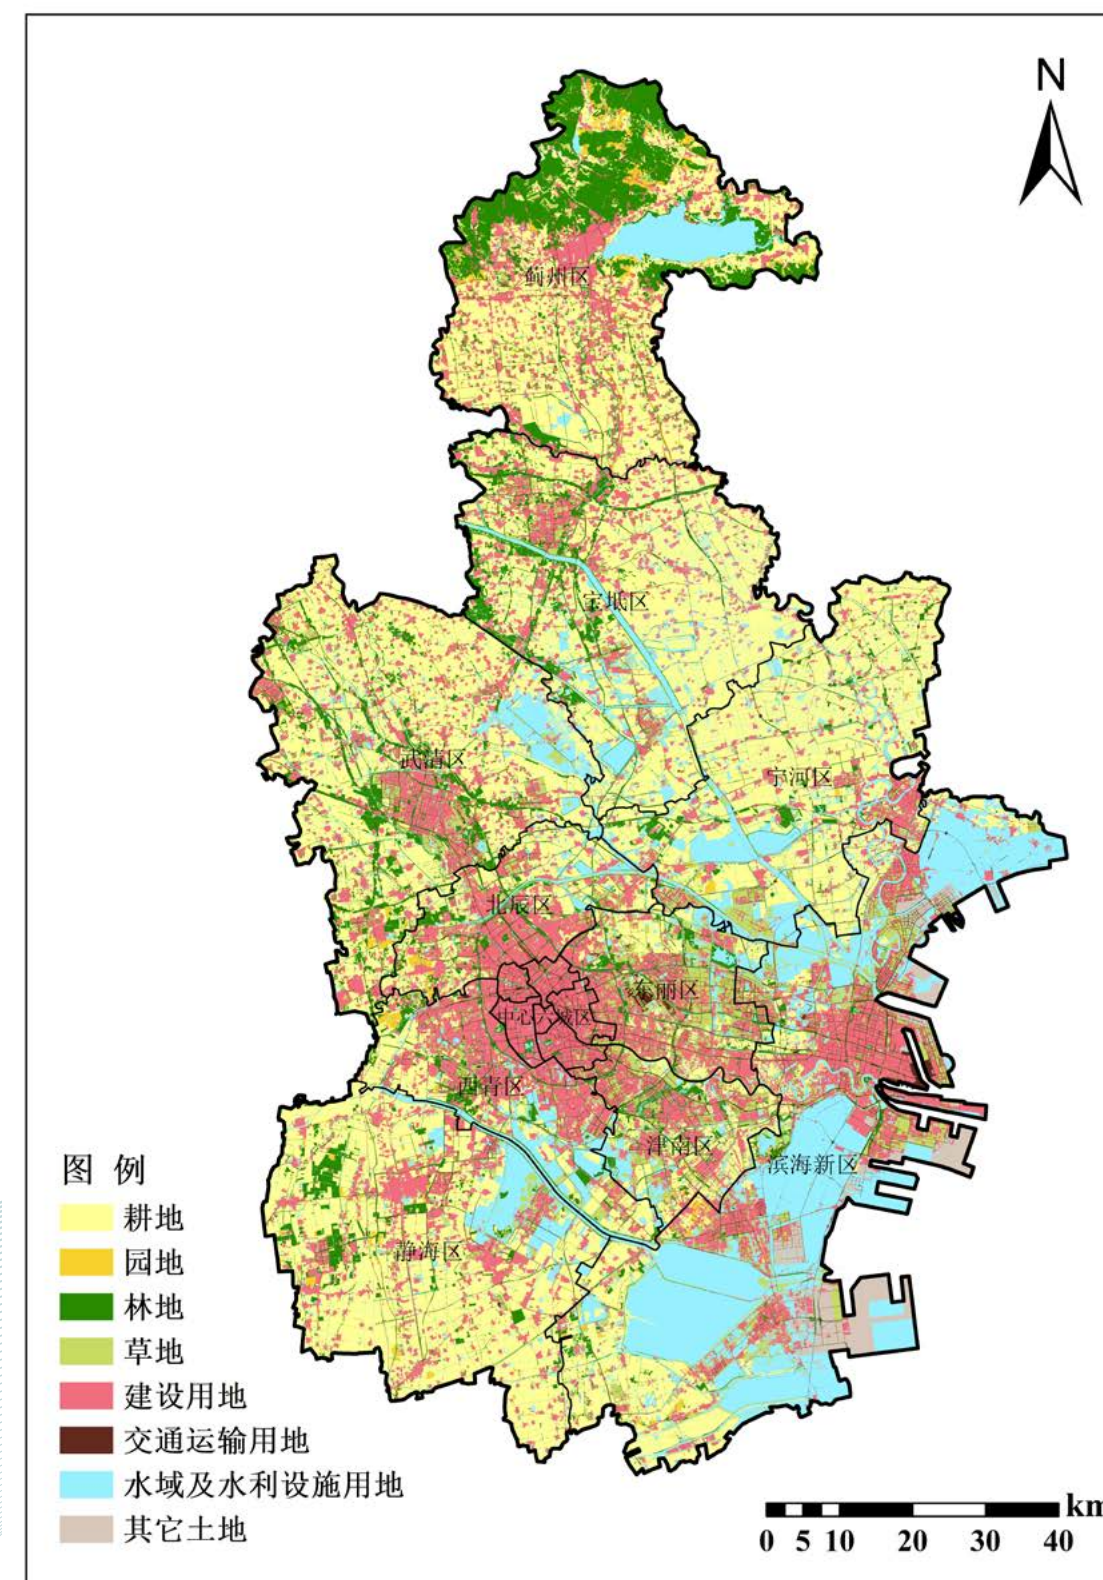 N
蓟州区
宝坻区
武清区
宁河区
北辰区
东丽区
中心六城区
西青区
津南区
滨海新区
静海区
图 例
耕地
园地
林地
草地
建设用地
交通运输用地
水域及水利设施用地
其它土地
km
0 5 10 20 30 40